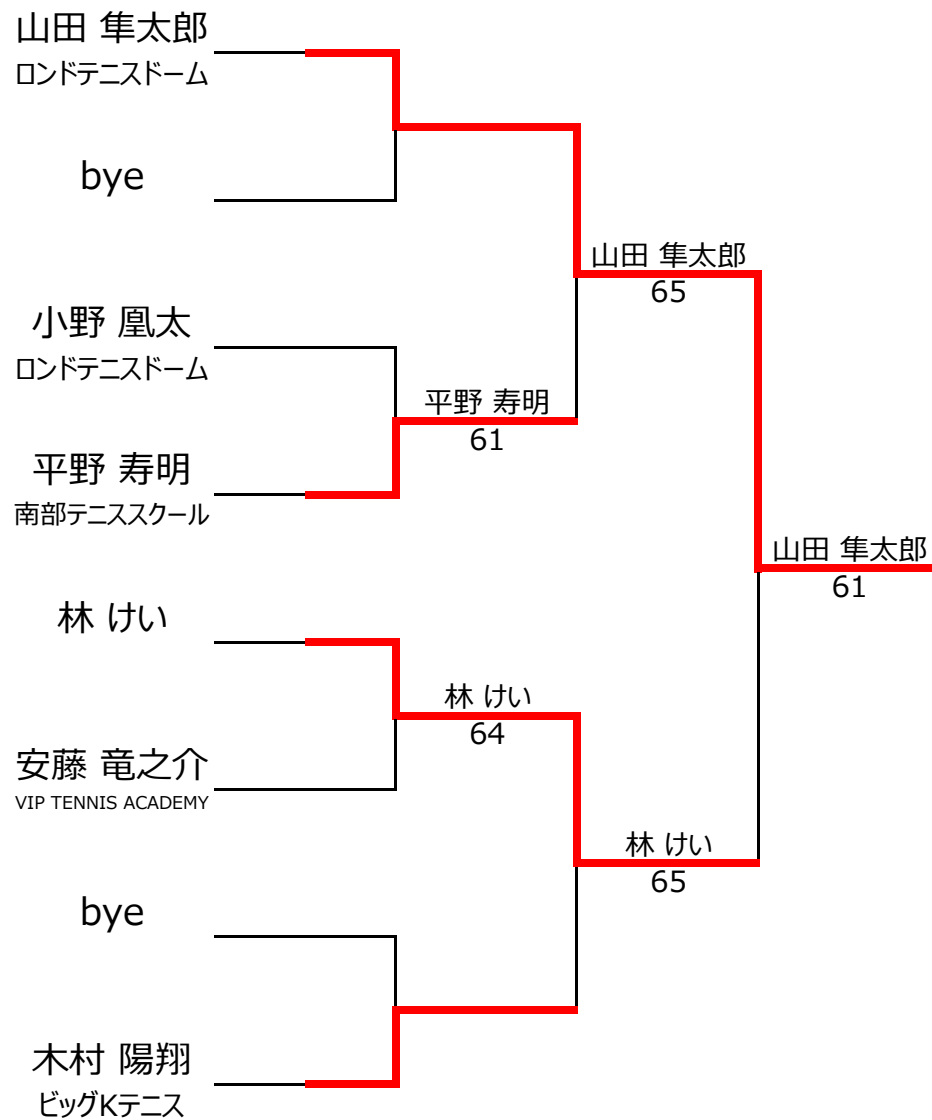 山田 隼太郎
ロンドテニスドーム
bye
山田 隼太郎
65
小野 凰太
ロンドテニスドーム
平野 寿明
61
平野 寿明
南部テニススクール
山田 隼太郎
61
林 けい
林 けい
64
安藤 竜之介
VIP TENNIS ACADEMY
林 けい
65
bye
木村 陽翔
ビッグKテニス